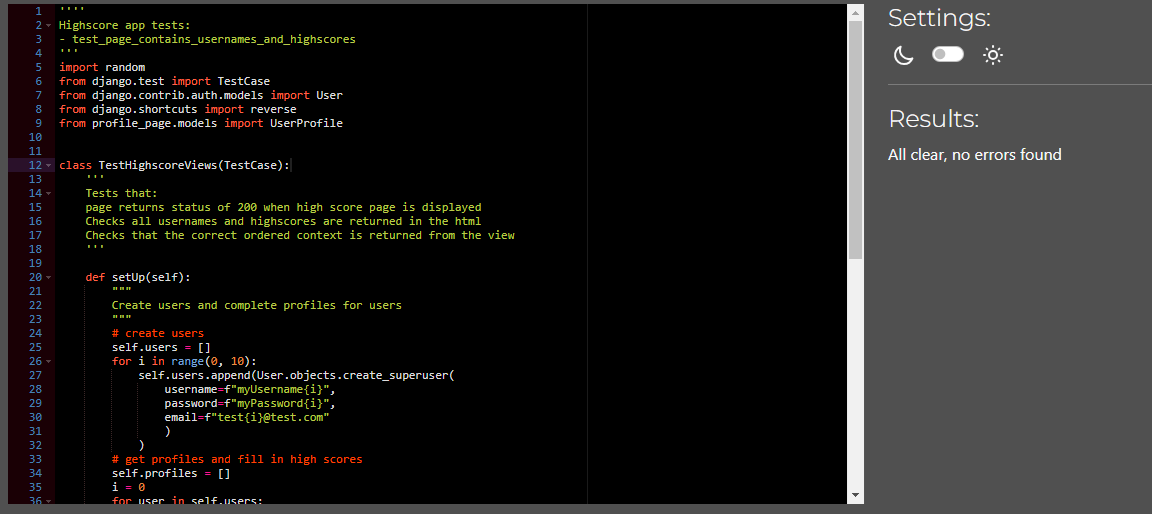 1 ''''
2 Highscore app tests:
3 - test_page_contains_usernames_and_highscores
4 '''
5 import random
6 from django.test import TestCase
7 from django.contrib.auth.models import User
8 from django.shortcuts import reverse
9 from profile_page.models import UserProfile
10
11
12 class TestHighscoreViews(TestCase):
13 '''
14 Tests that:
15 page returns status of 200 when high score page is displayed
16 Checks all usernames and highscores are returned in the html
17 Checks that the correct ordered context is returned from the view
18 '''
19
20 def setUp(self):
21 """
22 Create users and complete profiles for users
23 """
24 # create users
25 self.users = []
26 for i in range(0, 10):
27 self.users.append(User.objects.create_superuser(
28 username=f"myUsername{i}",
29 password=f"myPassword{i}",
30 email=f"test{i}@test.com"
31 )
32 )
33 # get profiles and fill in high scores
34 self.profiles = []
35 i = 0
36 for user in self.users:
Settings:
Results:
All clear, no errors found